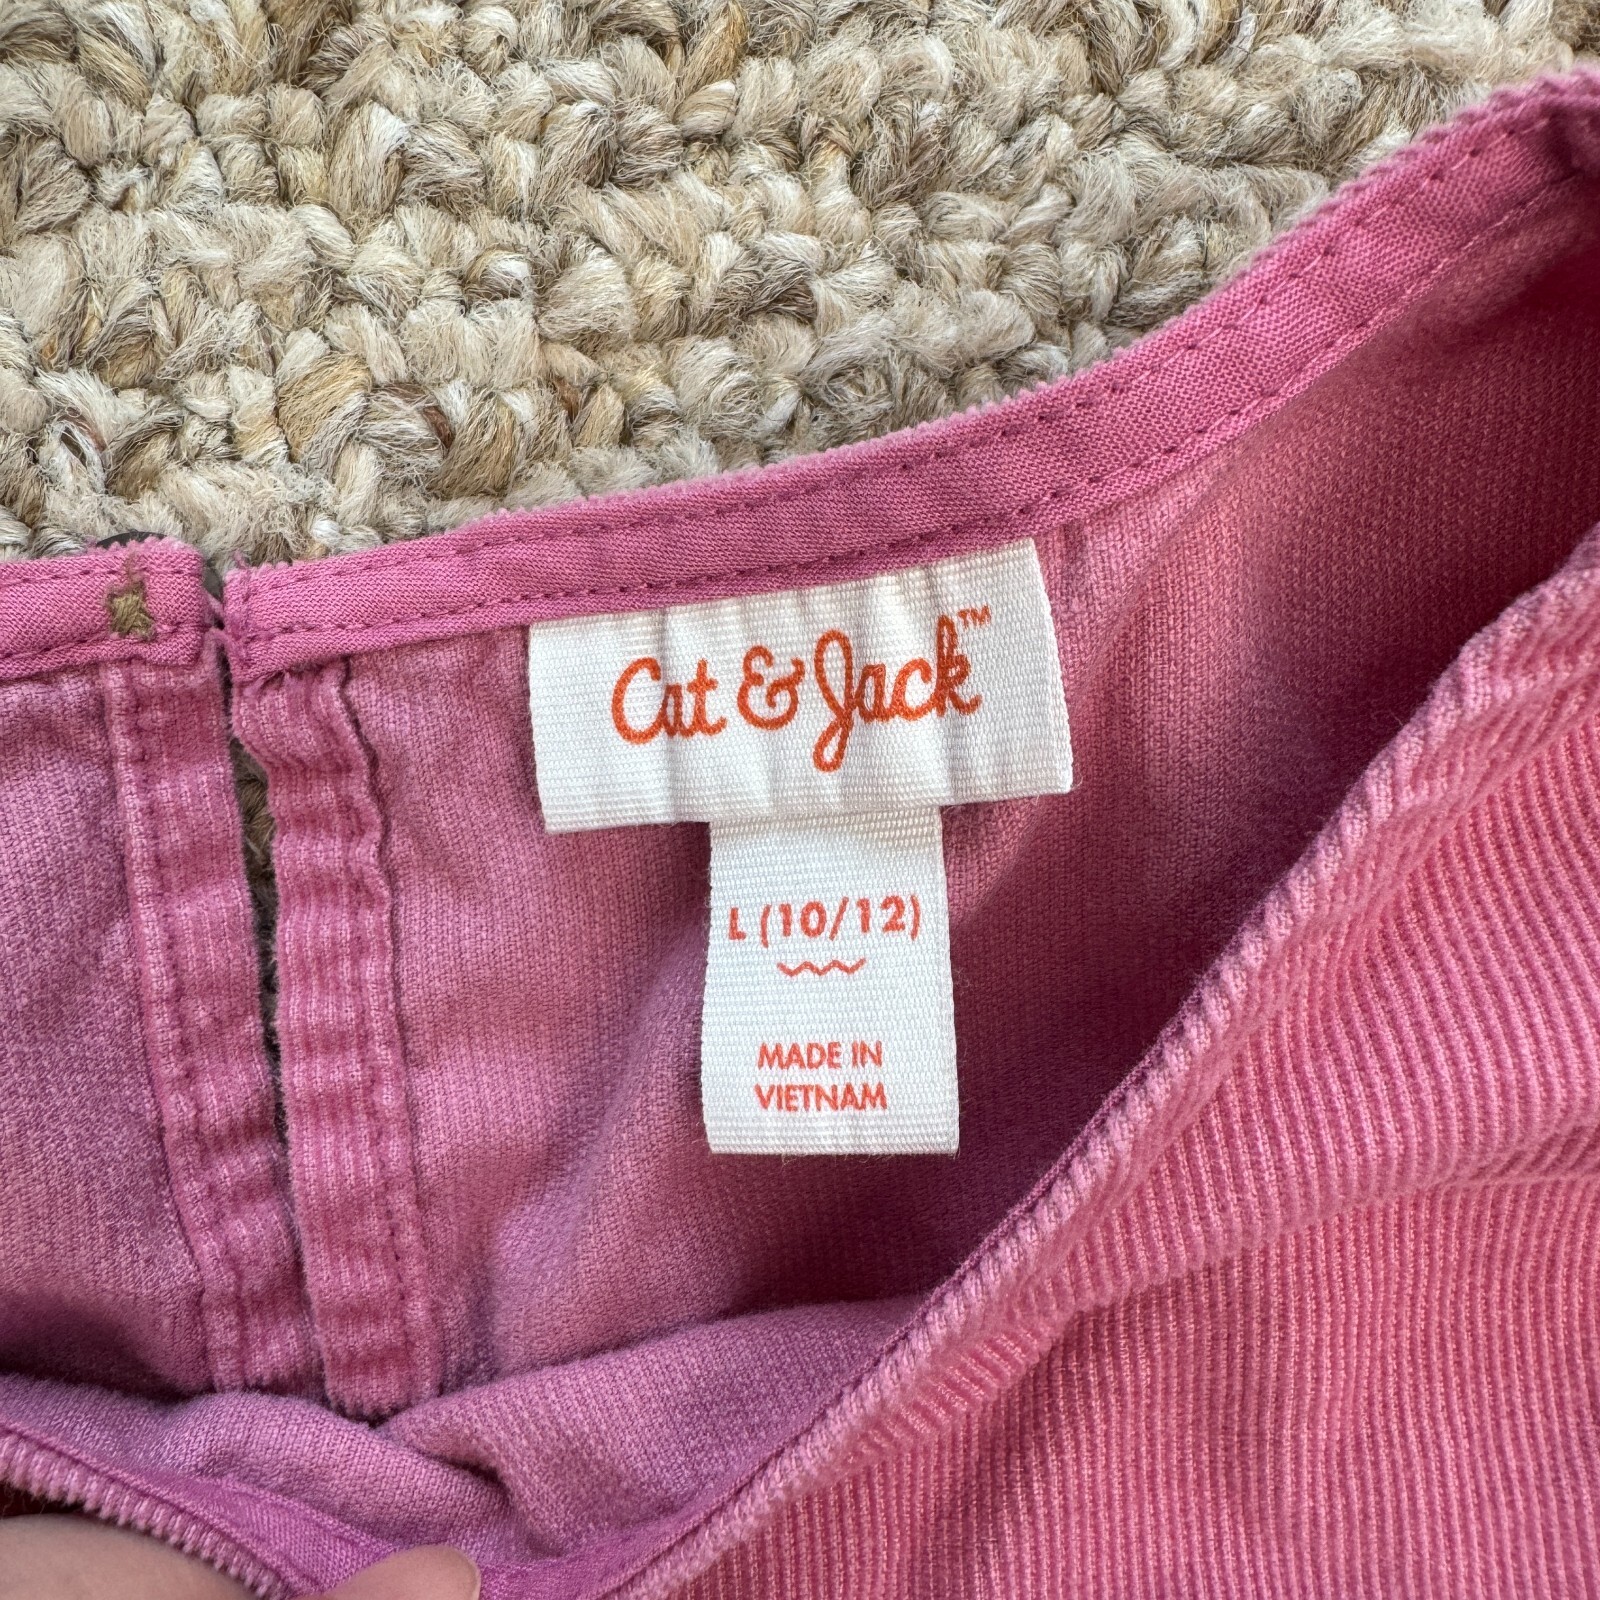 Cat & Jack™
L (10/12)
MADE IN
VIETNAM